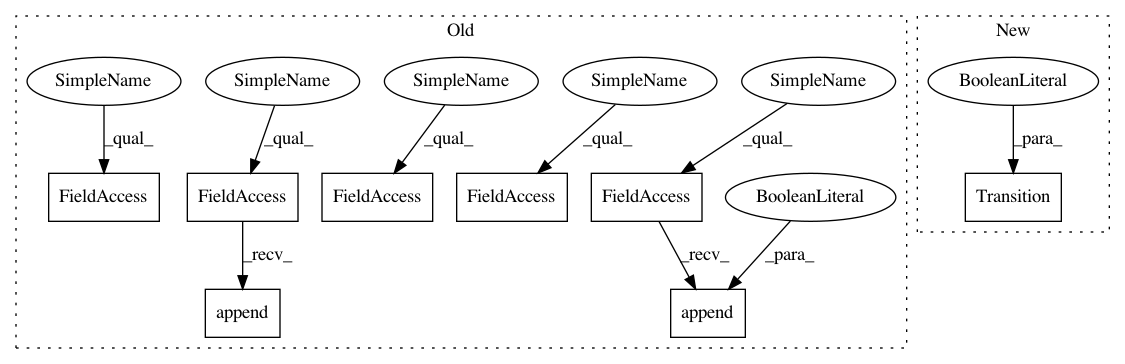 Old
New
SimpleName SimpleName SimpleName SimpleName SimpleName BooleanLiteral
_qual_ _qual_ _qual_ _qual_ _qual_ _para_
FieldAccess FieldAccess FieldAccess FieldAccess FieldAccess BooleanLiteral Transition
_recv_ _recv_ _para_
append append